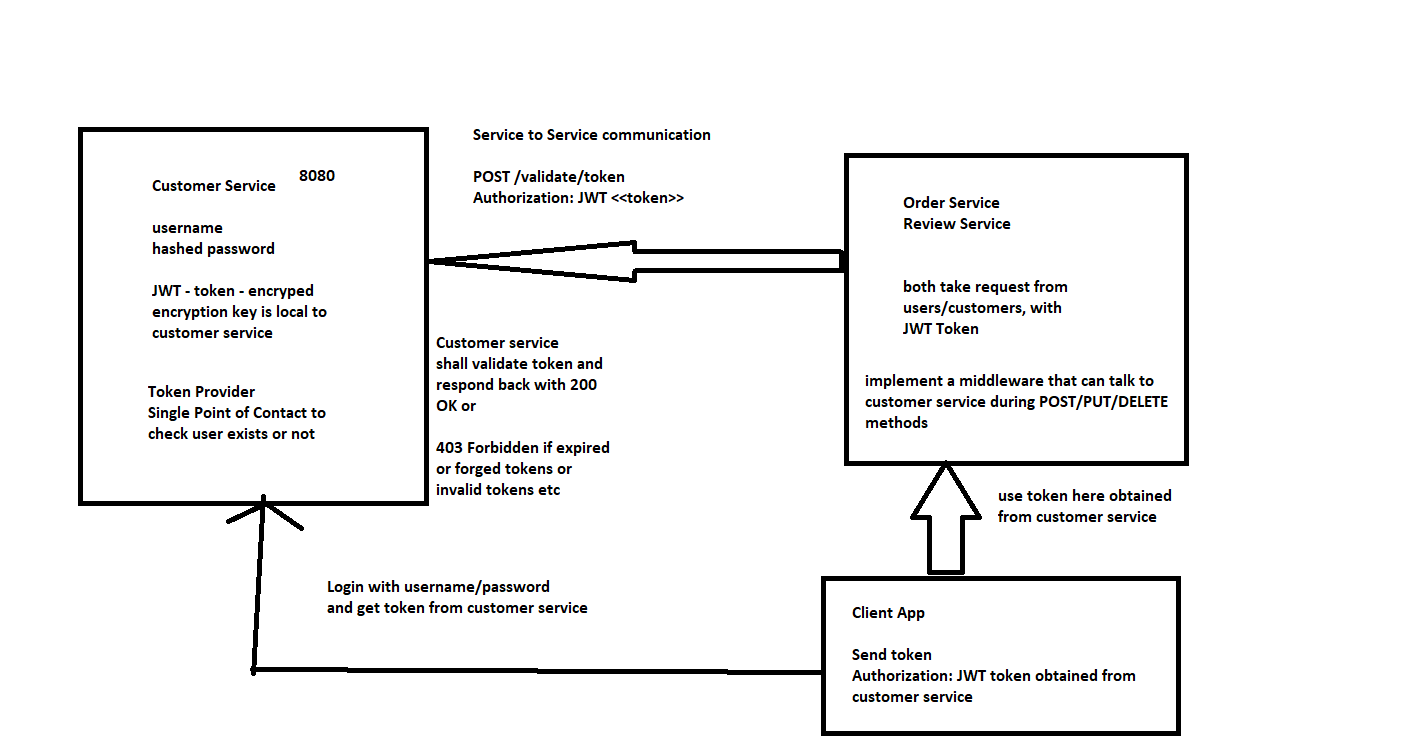 Service to Service communication
POST /validate/token
Authorization: JWT <<token>>
Customer Service
8080
username
hashed password
JWT - token - encryped
encryption key is local to
customer service
Token Provider
Single Point of Contact to
check user exists or not
Order Service
Review Service
both take request from
users/customers, with
JWT Token
implement a middleware that can talk to
customer service during POST/PUT/DELETE
methods
Customer service
shall validate token and
respond back with 200
OK or
403 Forbidden if expired
or forged tokens or
invalid tokens etc
use token here obtained
from customer service
Login with username/password
and get token from customer service
Client App
Send token
Authorization: JWT token obtained from
customer service